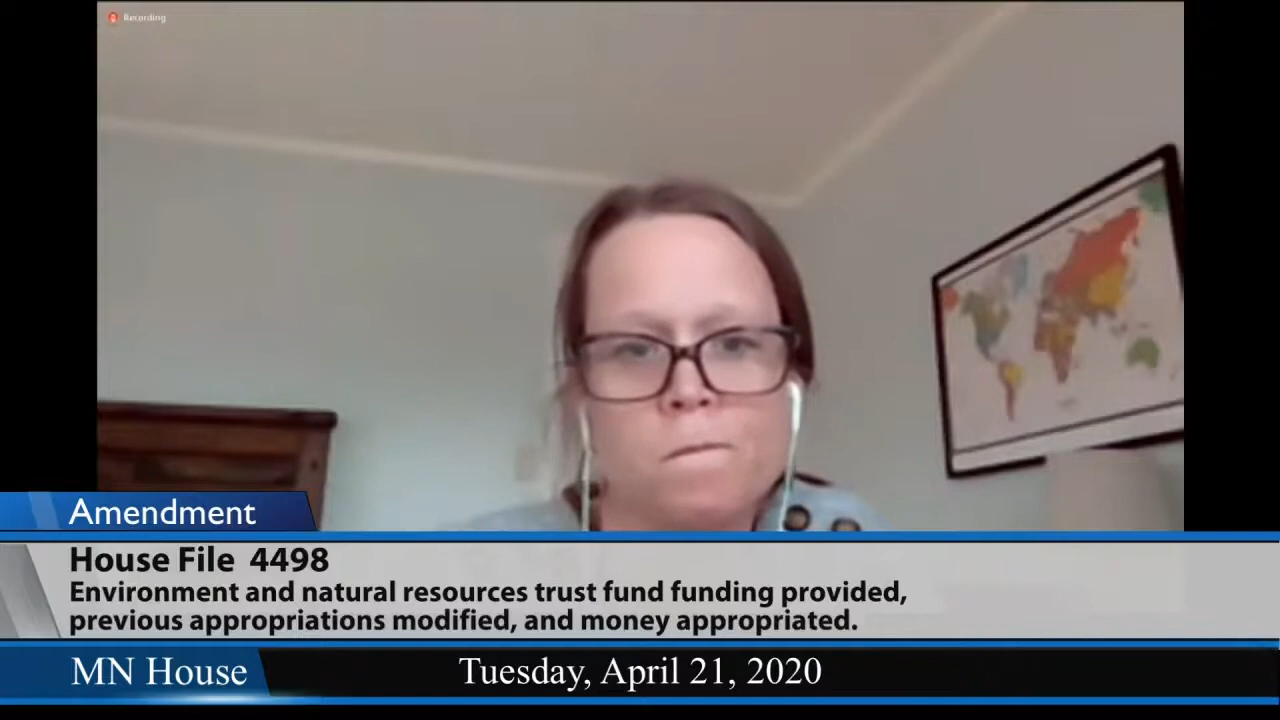 Recording
Amendment
House File 4498
Environment and natural resources trust fund funding provided,
previous appropriations modified, and money appropriated.
MN House
Tuesday, April 21, 2020